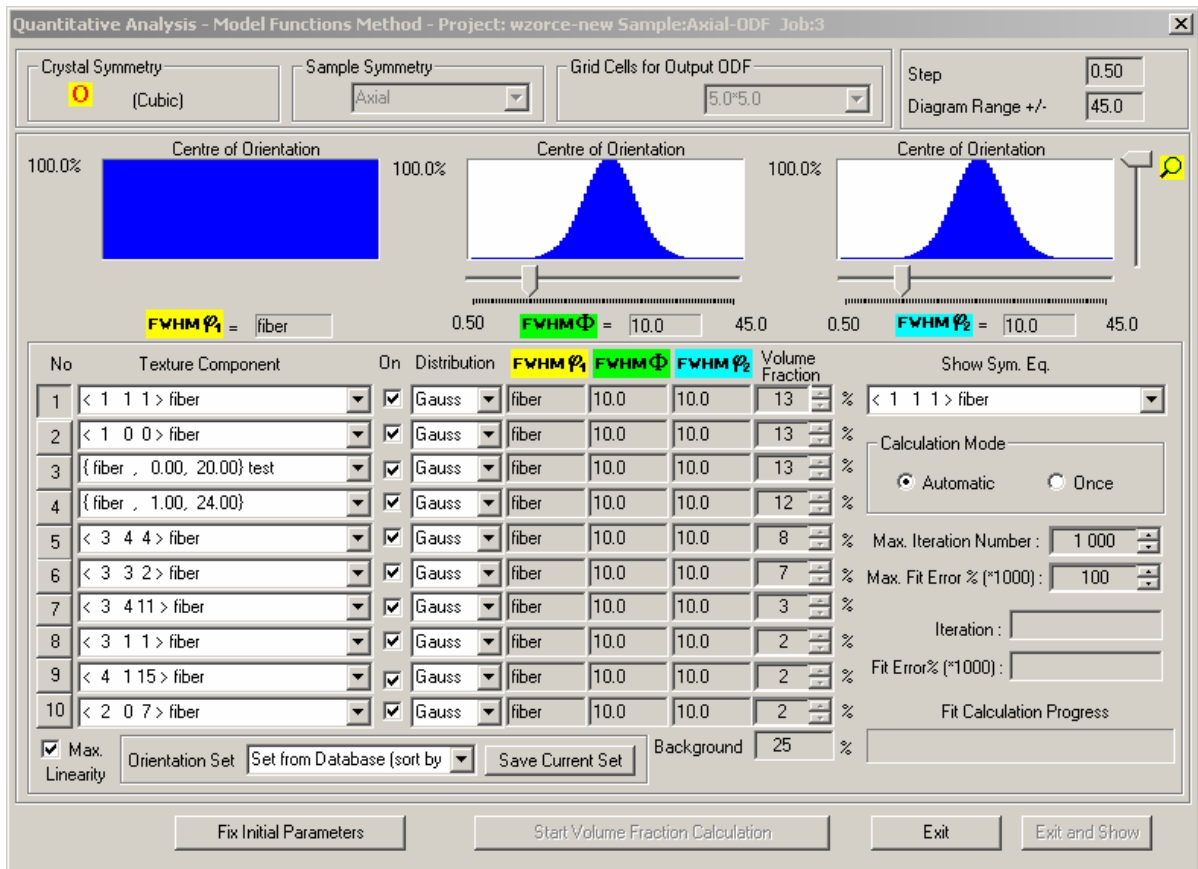 Quantitative Analysis - Model Functions Method - Project: wzorce-new Sample:Axial-ODF Job:3
Crystal Symmetry
O (Cubic)
Sample Symmetry
Axial
Grid Cells for Output ODF
5.0*5.0
Step 0.50
Diagram Range +/- 45.0
Centre of Orientation
100.0%
Centre of Orientation
100.0%
Centre of Orientation
100.0%
FWHM φ1 = fiber
0.50 FWHM Φ = 10.0 45.0
0.50 FWHM φ2 = 10.0 45.0
No Texture Component On Distribution FWHM φ1 FWHM Φ FWHM φ2 Volume Fraction
1 < 1 1 1 > fiber Gauss fiber 10.0 10.0 13 %
2 < 1 0 0 > fiber Gauss fiber 10.0 10.0 13 %
3 { fiber , 0.00, 20.00} test Gauss fiber 10.0 10.0 13 %
4 { fiber , 1.00, 24.00} Gauss fiber 10.0 10.0 12 %
5 < 3 4 4 > fiber Gauss fiber 10.0 10.0 8 %
6 < 3 3 2 > fiber Gauss fiber 10.0 10.0 7 %
7 < 3 4 11 > fiber Gauss fiber 10.0 10.0 3 %
8 < 3 1 1 > fiber Gauss fiber 10.0 10.0 2 %
9 < 4 1 15 > fiber Gauss fiber 10.0 10.0 2 %
10 < 2 0 7 > fiber Gauss fiber 10.0 10.0 2 %
Max. Linearity
Orientation Set Set from Database (sort by
Save Current Set
Background 25 %
Show Sym. Eq.
< 1 1 1 > fiber
Calculation Mode
Automatic Once
Max. Iteration Number : 1 000
Max. Fit Error % (*1000) : 100
Iteration :
Fit Error% (*1000) :
Fit Calculation Progress
Fix Initial Parameters
Start Volume Fraction Calculation
Exit
Exit and Show